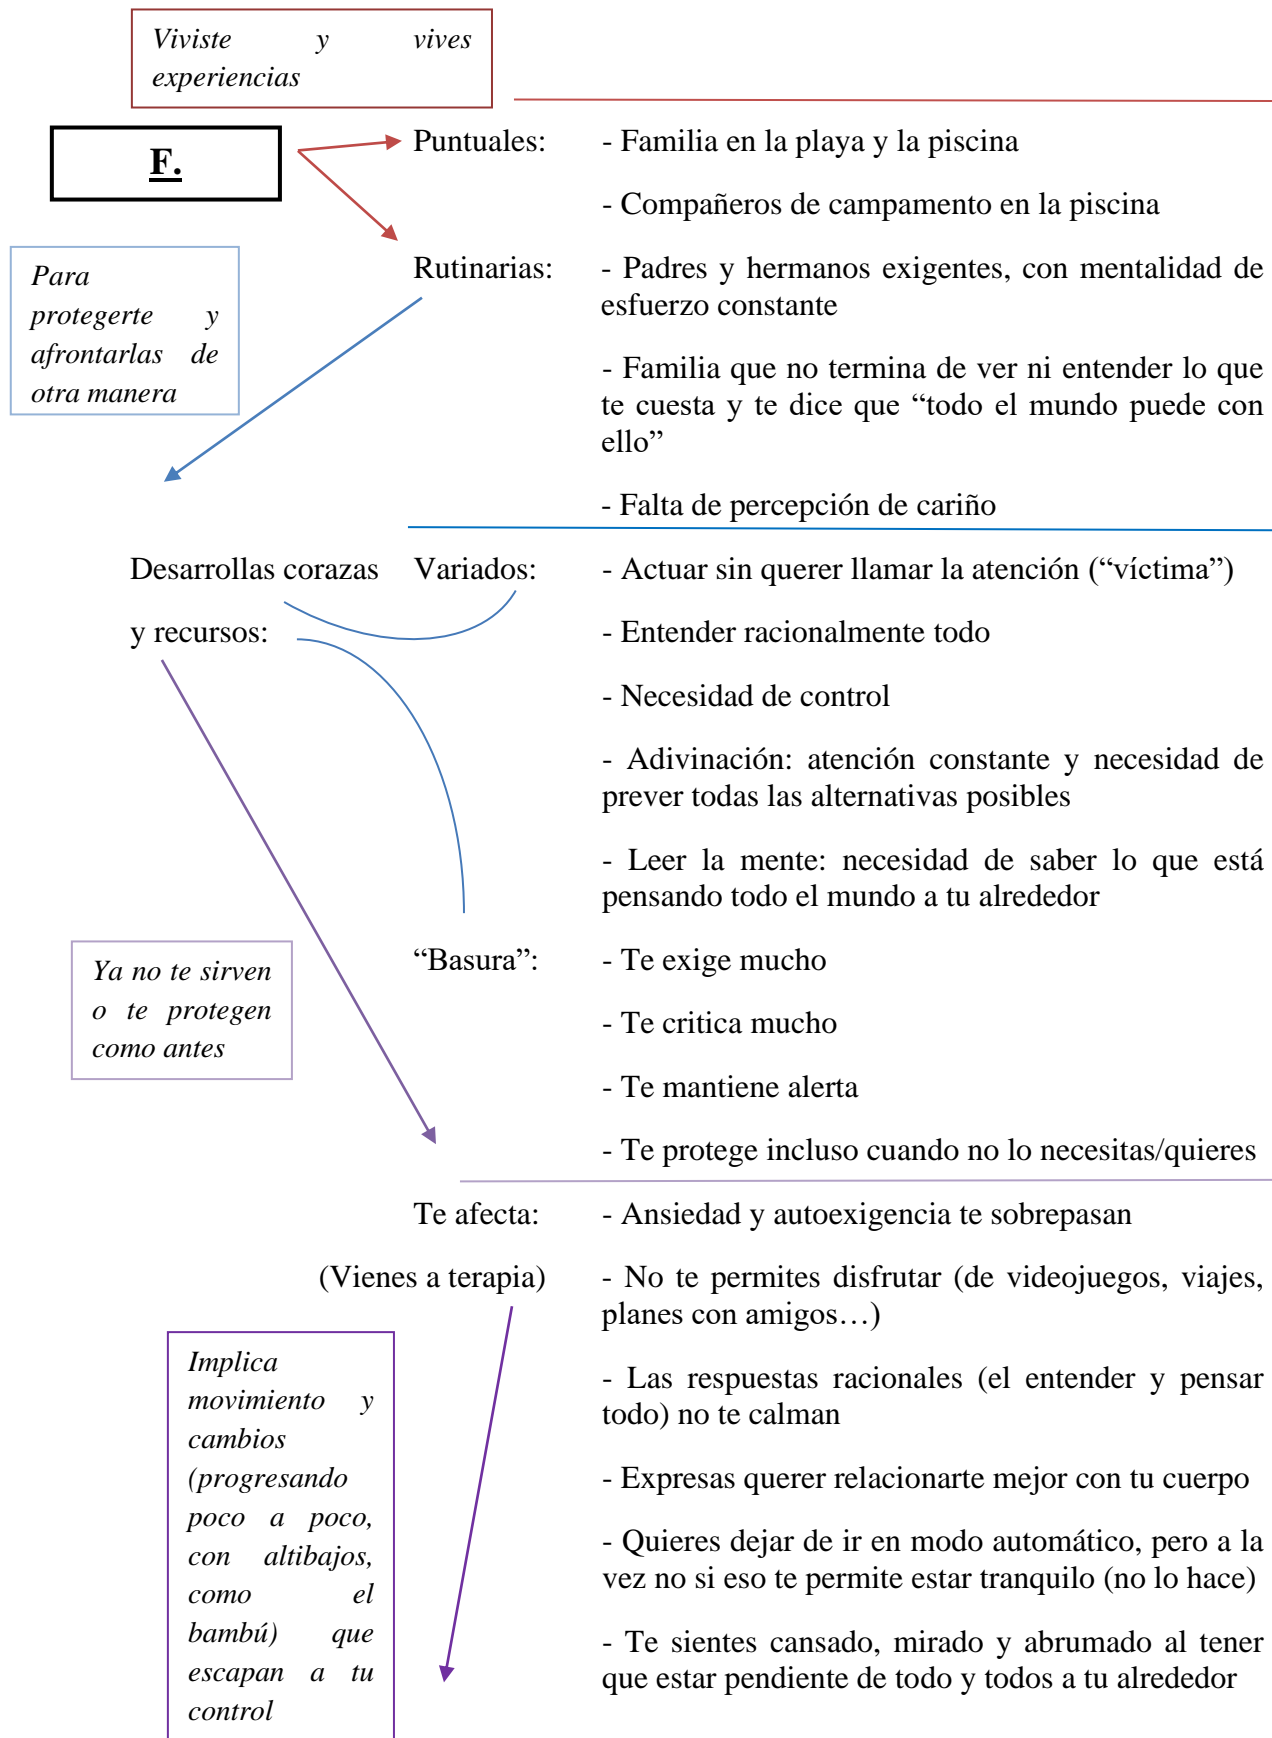 Viviste y vives
experiencias
F.
Puntuales: - Familia en la playa y la piscina
- Compañeros de campamento en la piscina
Para
protegerte y
afrontarlas de
otra manera
Rutinarias: - Padres y hermanos exigentes, con mentalidad de
esfuerzo constante
- Familia que no termina de ver ni entender lo que
te cuesta y te dice que “todo el mundo puede con
ello”
- Falta de percepción de cariño
Desarrollas corazas
y recursos:
Variados: - Actuar sin querer llamar la atención (“víctima”)
- Entender racionalmente todo
- Necesidad de control
- Adivinación: atención constante y necesidad de
prever todas las alternativas posibles
- Leer la mente: necesidad de saber lo que está
pensando todo el mundo a tu alrededor
“Basura”: - Te exige mucho
- Te critica mucho
- Te mantiene alerta
- Te protege incluso cuando no lo necesitas/quieres
Ya no te sirven
o te protegen
como antes
Te afecta: - Ansiedad y autoexigencia te sobrepasan
(Vienes a terapia) - No te permites disfrutar (de videojuegos, viajes,
planes con amigos…)
- Las respuestas racionales (el entender y pensar
todo) no te calman
- Expresas querer relacionarte mejor con tu cuerpo
- Quieres dejar de ir en modo automático, pero a la
vez no si eso te permite estar tranquilo (no lo hace)
- Te sientes cansado, mirado y abrumado al tener
que estar pendiente de todo y todos a tu alrededor
Implica
movimiento y
cambios
(progresando
poco a poco,
con altibajos,
como el
bambú) que
escapan a tu
control